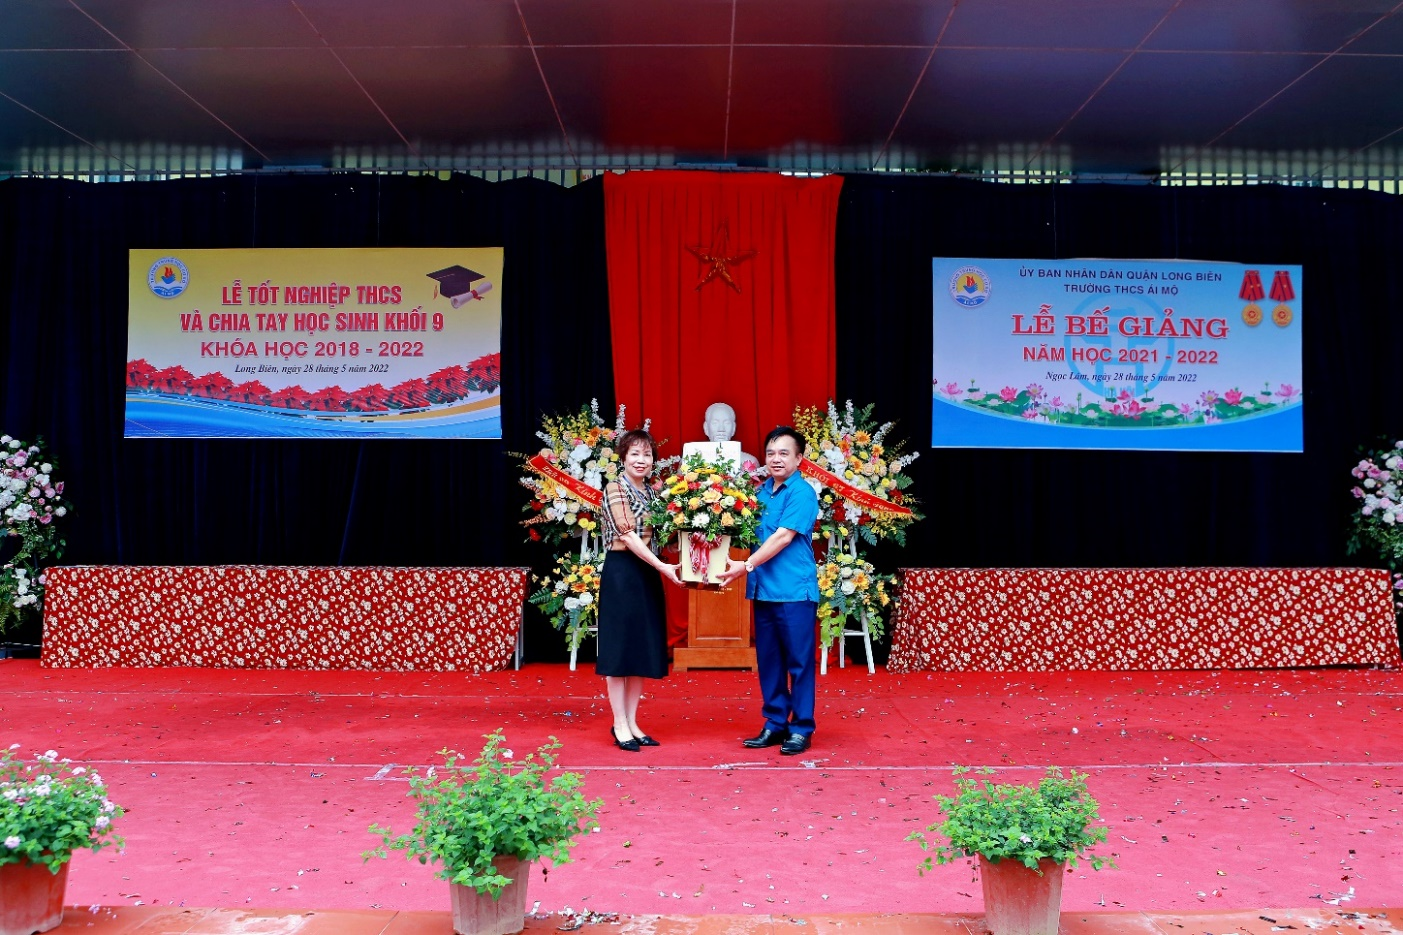 LỄ TỐT NGHIỆP THCS
VÀ CHIA TAY HỌC SINH KHỐI 9
KHÓA HỌC 2018 - 2022
Long Biên, ngày 28 tháng 5 năm 2022
ỦY BAN NHÂN DÂN QUẬN LONG BIÊN
TRƯỜNG THCS ÁI MỘ
LỄ BẾ GIẢNG
NĂM HỌC 2021 - 2022
Ngọc Lâm, ngày 28 tháng 5 năm 2022